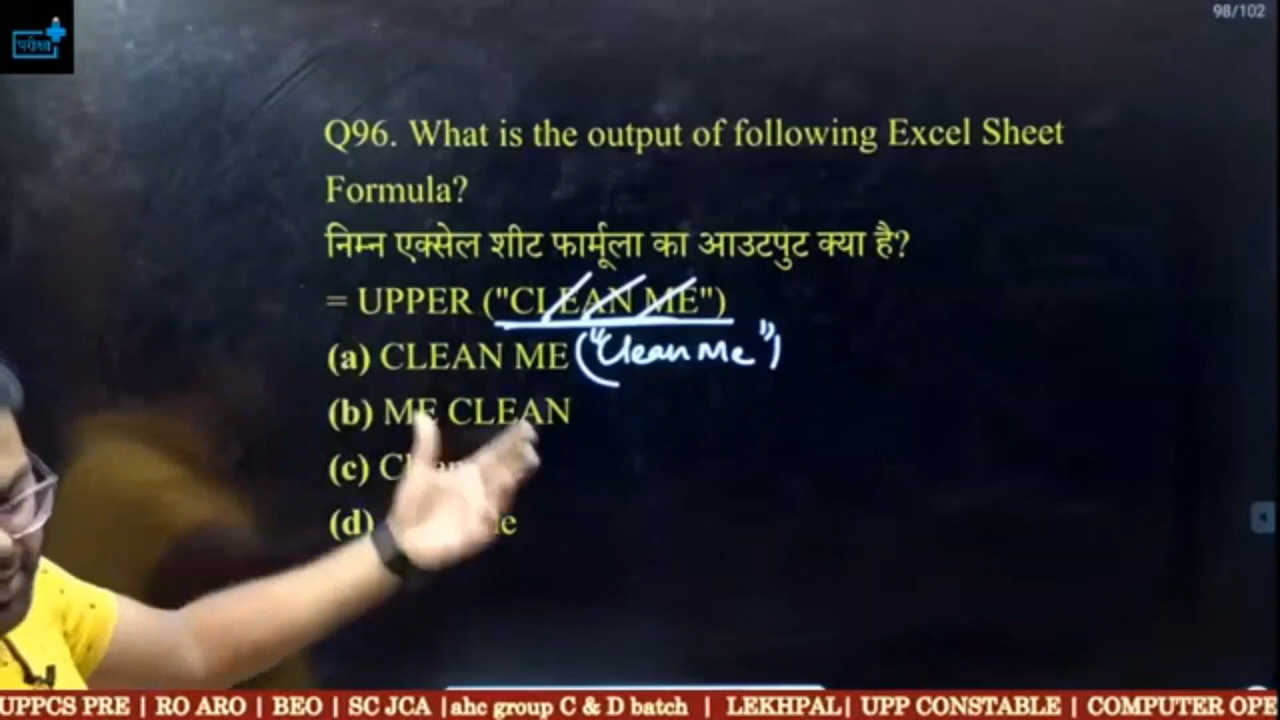 परीक्षा
98/102
Q96. What is the output of following Excel Sheet
Formula?
निम्न एक्सेल शीट फार्मूला का आउटपुट क्या है?
= UPPER ("CLEAN ME")
(a) CLEAN ME ("Clean Me")
(b) ME CLEAN
(c)
(d)
UPPCS PRE | RO ARO | BEO | SC JCA |ahc group C & D batch | LEKHPAL| UPP CONSTABLE | COMPUTER OPE